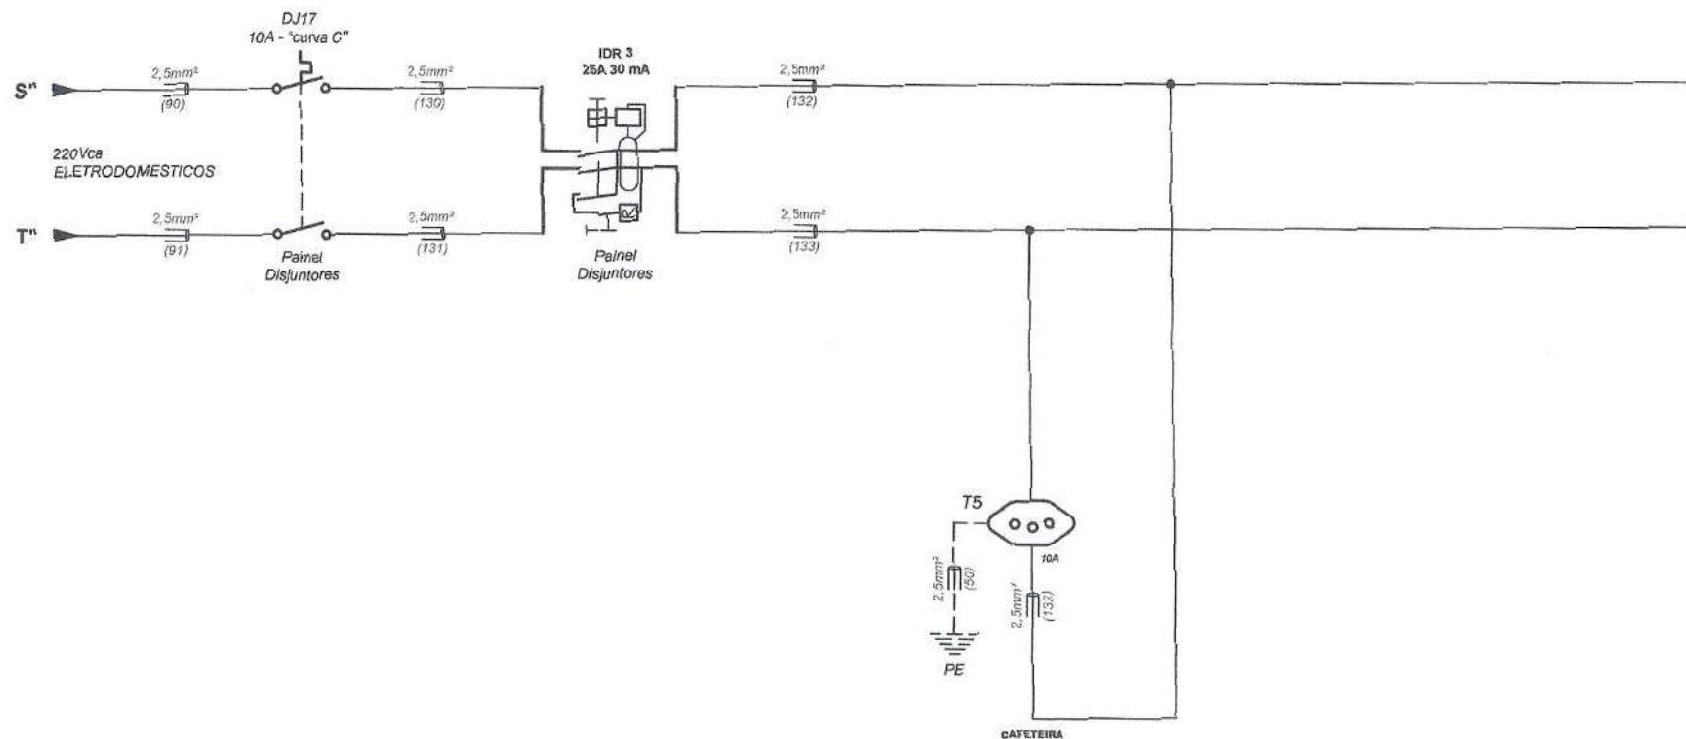 DJ17
10A - "curva C"
IDR 3
25A 30 mA
S"
2,5mm²
(90)
2,5mm²
(130)
2,5mm²
(132)
220Vca
ELETRODOMESTICOS
T"
2,5mm²
(91)
2,5mm²
(131)
2,5mm²
(133)
Painel
Disjuntores
Painel
Disjuntores
R
T5
10A
2,5mm²
(50)
2,5mm²
(132)
PE
CAFETEIRA